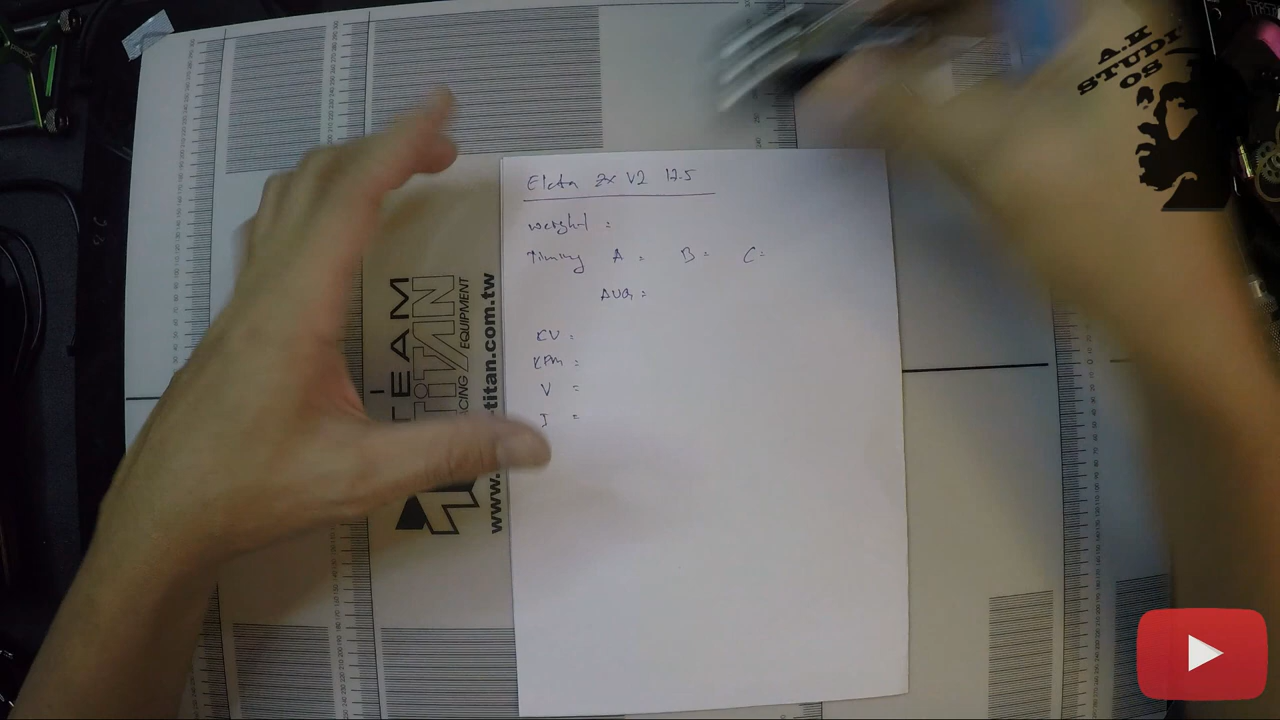 Elcta 2x V2 17.5
weight =
Timing A = B = C=
AVG =
KV =
KPM =
V =
I =
TEAM
TITAN
RACING EQUIPMENT
-titan.com.tw
www.
A.K
STUDI
OS